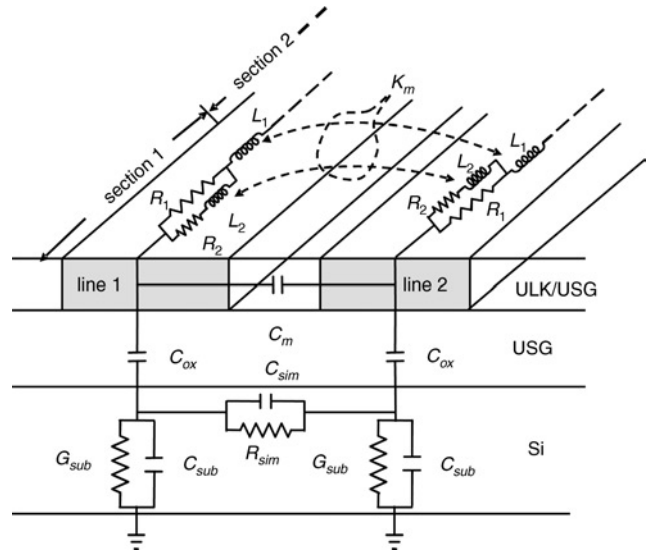 section 2
section 1
K_m
L_1
L_1
R_1
L_2
R_2
L_2
R_2
R_1
line 1
line 2
ULK/USG
C_m
USG
C_ox
C_ox
C_sim
R_sim
G_sub
C_sub
G_sub
C_sub
Si